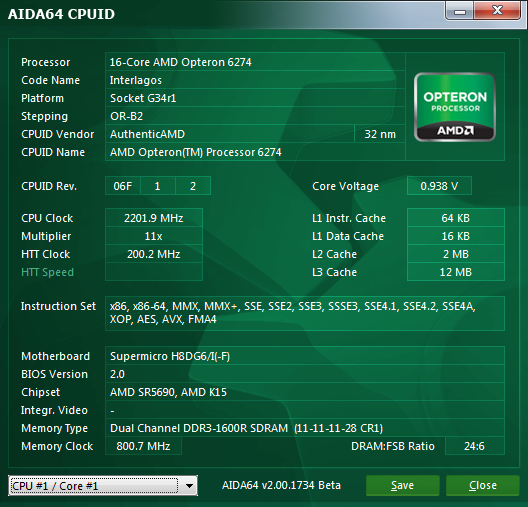 AIDA64 CPUID
Processor 16-Core AMD Opteron 6274
Code Name Interlagos
Platform Socket G34r1
Stepping OR-B2
CPUID Vendor AuthenticAMD 32 nm
CPUID Name AMD Opteron(TM) Processor 6274
OPTERON
PROCESSOR
AMD
CPUID Rev. 06F 1 2 Core Voltage 0.938 V
CPU Clock 2201.9 MHz L1 Instr. Cache 64 KB
Multiplier 11x L1 Data Cache 16 KB
HTT Clock 200.2 MHz L2 Cache 2 MB
HTT Speed L3 Cache 12 MB
Instruction Set x86, x86-64, MMX, MMX+, SSE, SSE2, SSE3, SSSE3, SSE4.1, SSE4.2, SSE4A,
XOP, AES, AVX, FMA4
Motherboard Supermicro H8DG6/I(-F)
BIOS Version 2.0
Chipset AMD SR5690, AMD K15
Integr. Video -
Memory Type Dual Channel DDR3-1600R SDRAM (11-11-11-28 CR1)
Memory Clock 800.7 MHz DRAM:FSB Ratio 24:6
CPU #1 / Core #1 AIDA64 v2.00.1734 Beta Save Close